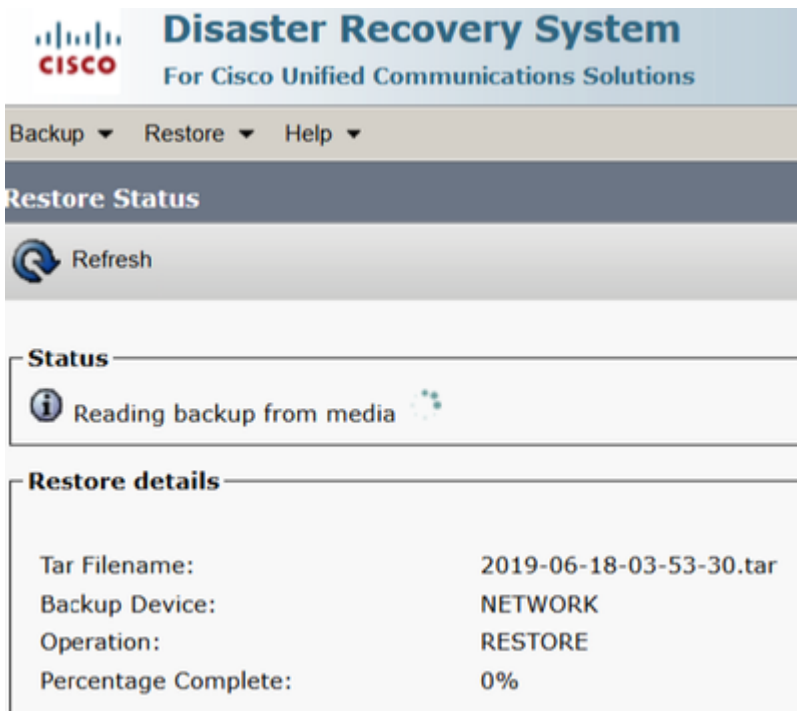 CISCO
Disaster Recovery System
For Cisco Unified Communications Solutions
Backup Restore Help
Restore Status
Refresh
Status
Reading backup from media
Restore details
Tar Filename: 2019-06-18-03-53-30.tar
Backup Device: NETWORK
Operation: RESTORE
Percentage Complete: 0%